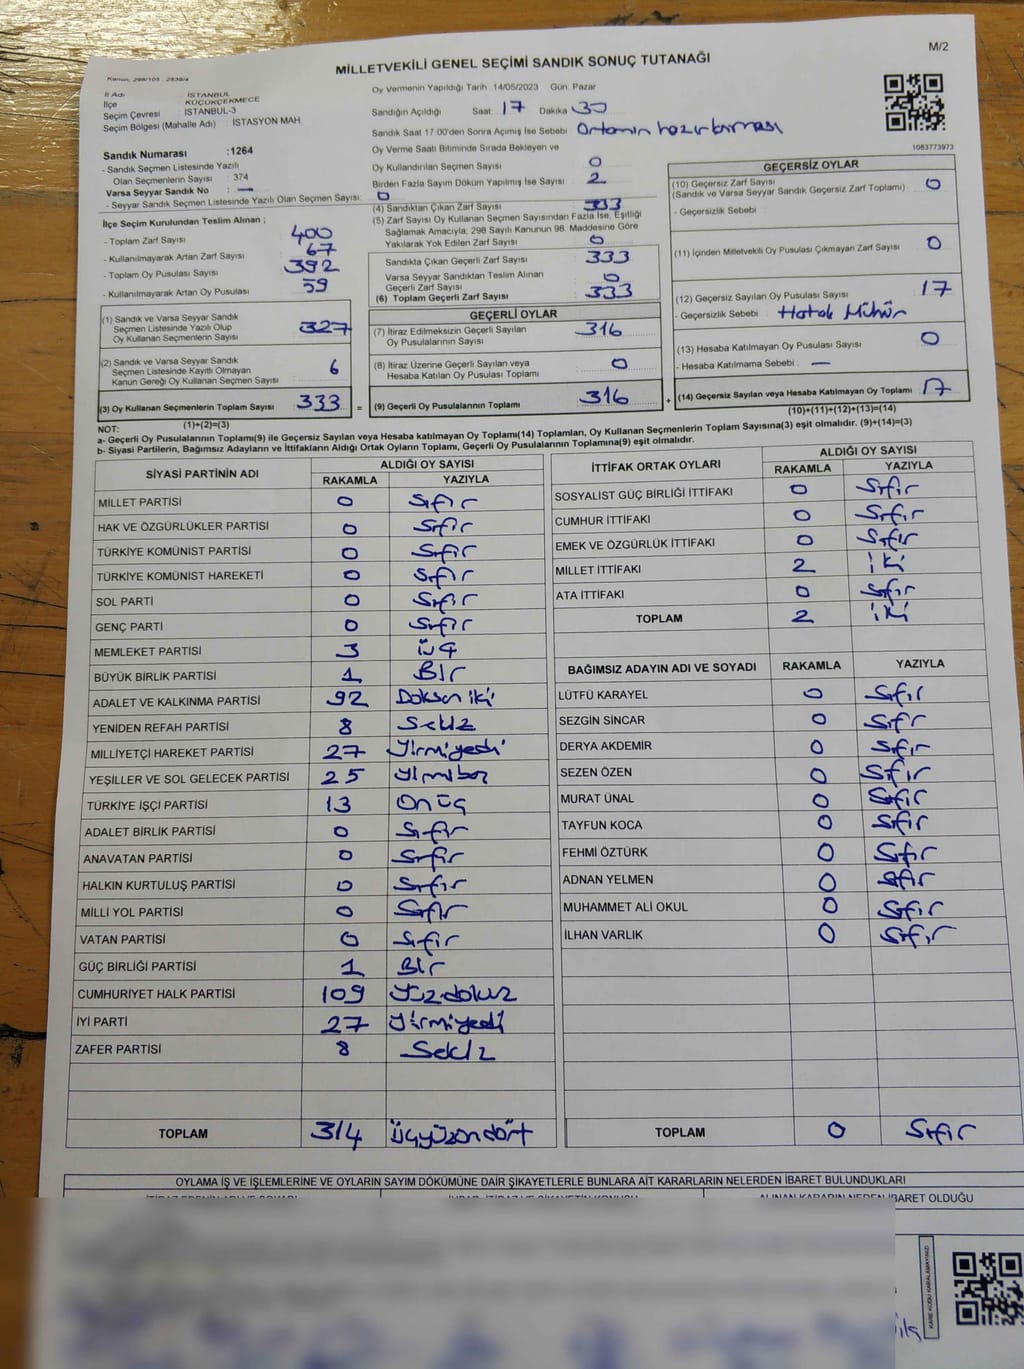 M/2
MİLLETVEKİLİ GENEL SEÇİMİ SANDIK SONUÇ TUTANAĞI
Kanun, 298/105 , 2839/4
İl Adı İSTANBUL
İlçe KÜÇÜKÇEKMECE
Seçim Çevresi İSTANBUL-3
Seçim Bölgesi (Mahalle Adı) : İSTASYON MAH.
Sandık Numarası :1264
- Sandık Seçmen Listesinde Yazılı
Olan Seçmenlerin Sayısı : 374
Varsa Seyyar Sandık No : —
- Seyyar Sandık Seçmen Listesinde Yazılı Olan Seçmen Sayısı: 0
Oy Vermenin Yapıldığı Tarih :14/05/2023 Gün: Pazar
Sandığın Açıldığı Saat: 17 Dakika 30
Sandık Saat 17:00'den Sonra Açılmış İse Sebebi
Oy Verme Saati Bitiminde Sırada Bekleyen ve
Oy Kullandırılan Seçmen Sayısı 0
Birden Fazla Sayım Döküm Yapılmış İse Sayısı 2
(4) Sandıktan Çıkan Zarf Sayısı 333
(5) Zarf Sayısı Oy Kullanan Seçmen Sayısından Fazla İse, Eşitliği
Sağlamak Amacıyla, 298 Sayılı Kanunun 98. Maddesine Göre
Yakılarak Yok Edilen Zarf Sayısı 0
1083773973
İlçe Seçim Kurulundan Teslim Alınan ;
- Toplam Zarf Sayısı 400
- Kullanılmayarak Artan Zarf Sayısı 67
- Toplam Oy Pusulası Sayısı 392
- Kullanılmayarak Artan Oy Pusulası 59
(1) Sandık ve Varsa Seyyar Sandık
Seçmen Listesinde Yazılı Olup
Oy Kullanan Seçmenlerin Sayısı 327
(2) Sandık ve Varsa Seyyar Sandık
Seçmen Listesinde Kayıtlı Olmayan
Kanun Gereği Oy Kullanan Seçmen Sayısı 6
(3) Oy Kullanan Seçmenlerin Toplam Sayısı 333 =
(1)+(2)=(3)
Sandıkta Çıkan Geçerli Zarf Sayısı 333
Varsa Seyyar Sandıktan Teslim Alınan
Geçerli Zarf Sayısı 0
(6) Toplam Geçerli Zarf Sayısı 333
GEÇERLİ OYLAR
(7) İtiraz Edilmeksizin Geçerli Sayılan
Oy Pusulalarının Sayısı 316
(8) İtiraz Üzerine Geçerli Sayılan veya
Hesaba Katılan Oy Pusulası Toplamı 0
(9) Geçerli Oy Pusulalarının Toplamı 316 +
GEÇERSİZ OYLAR
(10) Geçersiz Zarf Sayısı
(Sandık ve Varsa Seyyar Sandık Geçersiz Zarf Toplamı) 0
- Geçersizlik Sebebi :
(11) İçinden Milletvekili Oy Pusulası Çıkmayan Zarf Sayısı 0
(12) Geçersiz Sayılan Oy Pusulası Sayısı : 17
- Geçersizlik Sebebi : Hatalı Mühür
(13) Hesaba Katılmayan Oy Pusulası Sayısı 0
- Hesaba Katılmama Sebebi : —
(14) Geçersiz Sayılan veya Hesaba Katılmayan Oy Toplamı 17
(10)+(11)+(12)+(13)=(14)
NOT:
a- Geçerli Oy Pusulalarının Toplamı(9) ile Geçersiz Sayılan veya Hesaba katılmayan Oy Toplamı(14) Toplamları, Oy Kullanan Seçmenlerin Toplam Sayısına(3) eşit olmalıdır. (9)+(14)=(3)
b- Siyasi Partilerin, Bağımsız Adayların ve İttifakların Aldığı Ortak Oyların Toplamı, Geçerli Oy Pusulalarının Toplamına(9) eşit olmalıdır.
SİYASİ PARTİNİN ADI ALDIĞI OY SAYISI
RAKAMLA YAZIYLA
MİLLET PARTİSİ 0 Sıfır
HAK VE ÖZGÜRLÜKLER PARTİSİ 0 Sıfır
TÜRKİYE KOMÜNİST PARTİSİ 0 Sıfır
TÜRKİYE KOMÜNİST HAREKETİ 0 Sıfır
SOL PARTİ 0 Sıfır
GENÇ PARTİ 0 Sıfır
MEMLEKET PARTİSİ 3 üç
BÜYÜK BİRLİK PARTİSİ 1 Bir
ADALET VE KALKINMA PARTİSİ 92 Doksan iki
YENİDEN REFAH PARTİSİ 8 Sekiz
MİLLİYETÇİ HAREKET PARTİSİ 27 Yirmiyedi
YEŞİLLER VE SOL GELECEK PARTİSİ 25
TÜRKİYE İŞÇİ PARTİSİ 13 Onüç
ADALET BİRLİK PARTİSİ 0 Sıfır
ANAVATAN PARTİSİ 0 Sıfır
HALKIN KURTULUŞ PARTİSİ 0 Sıfır
MİLLİ YOL PARTİSİ 0 Sıfır
VATAN PARTİSİ 0 Sıfır
GÜÇ BİRLİĞİ PARTİSİ 1 Bir
CUMHURİYET HALK PARTİSİ 109 Yüzdokuz
İYİ PARTİ 27 Yirmiyedi
ZAFER PARTİSİ 8 Sekiz
TOPLAM 314 üçyüzondört
İTTİFAK ORTAK OYLARI ALDIĞI OY SAYISI
RAKAMLA YAZIYLA
SOSYALİST GÜÇ BİRLİĞİ İTTİFAKI 0 Sıfır
CUMHUR İTTİFAKI 0 Sıfır
EMEK VE ÖZGÜRLÜK İTTİFAKI 0 Sıfır
MİLLET İTTİFAKI 2 iki
ATA İTTİFAKI 0 Sıfır
TOPLAM 2 iki
BAĞIMSIZ ADAYIN ADI VE SOYADI RAKAMLA YAZIYLA
LÜTFÜ KARAYEL 0 Sıfır
SEZGİN SİNCAR 0 Sıfır
DERYA AKDEMİR 0 Sıfır
SEZEN ÖZEN 0 Sıfır
MURAT ÜNAL 0 Sıfır
TAYFUN KOCA 0 Sıfır
FEHMİ ÖZTÜRK 0 Sıfır
ADNAN YELMEN 0 Sıfır
MUHAMMET ALİ OKUL 0 Sıfır
İLHAN VARLIK 0 Sıfır
TOPLAM 0 Sıfır
OYLAMA İŞ VE İŞLEMLERİNE VE OYLARIN SAYIM DÖKÜMÜNE DAİR ŞİKAYETLERLE BUNLARA AİT KARARLARIN NELERDEN İBARET BULUNDUKLARI
ALINAN KARARIN NEDEN İBARET OLDUĞU
KARE KODU KARALAMAYINIZ!